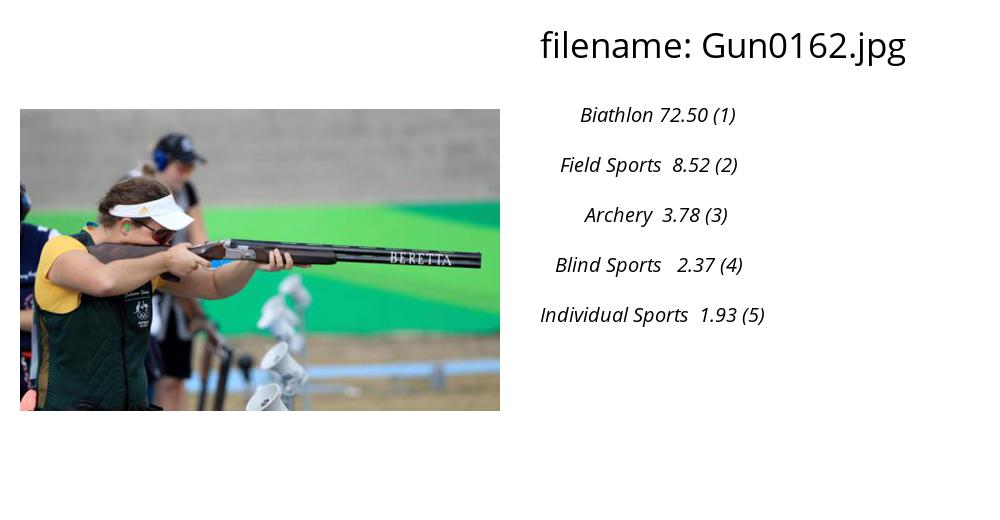 filename: Gun0162.jpg
Biathlon 72.50 (1)
Field Sports 8.52 (2)
Archery 3.78 (3)
Blind Sports 2.37 (4)
Individual Sports 1.93 (5)
BERETTA